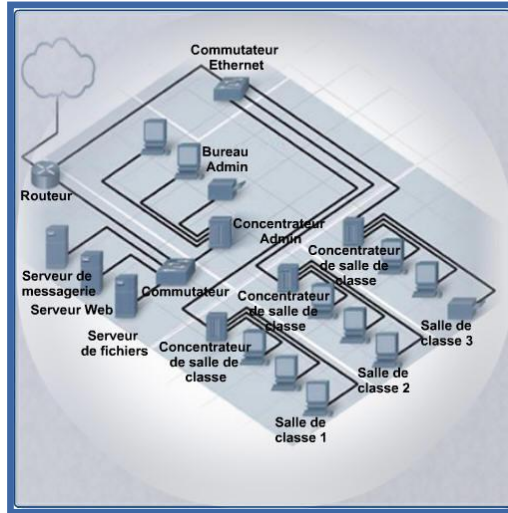 Commutateur
Ethernet
Bureau
Admin
Routeur
Concentrateur
Admin
Concentrateur
de salle de
classe
Serveur de
messagerie
Commutateur
Concentrateur
de salle de
classe
Serveur Web
Salle de
classe 3
Serveur
de fichiers
Concentrateur
de salle de
classe
Salle de
classe 2
Salle de
classe 1